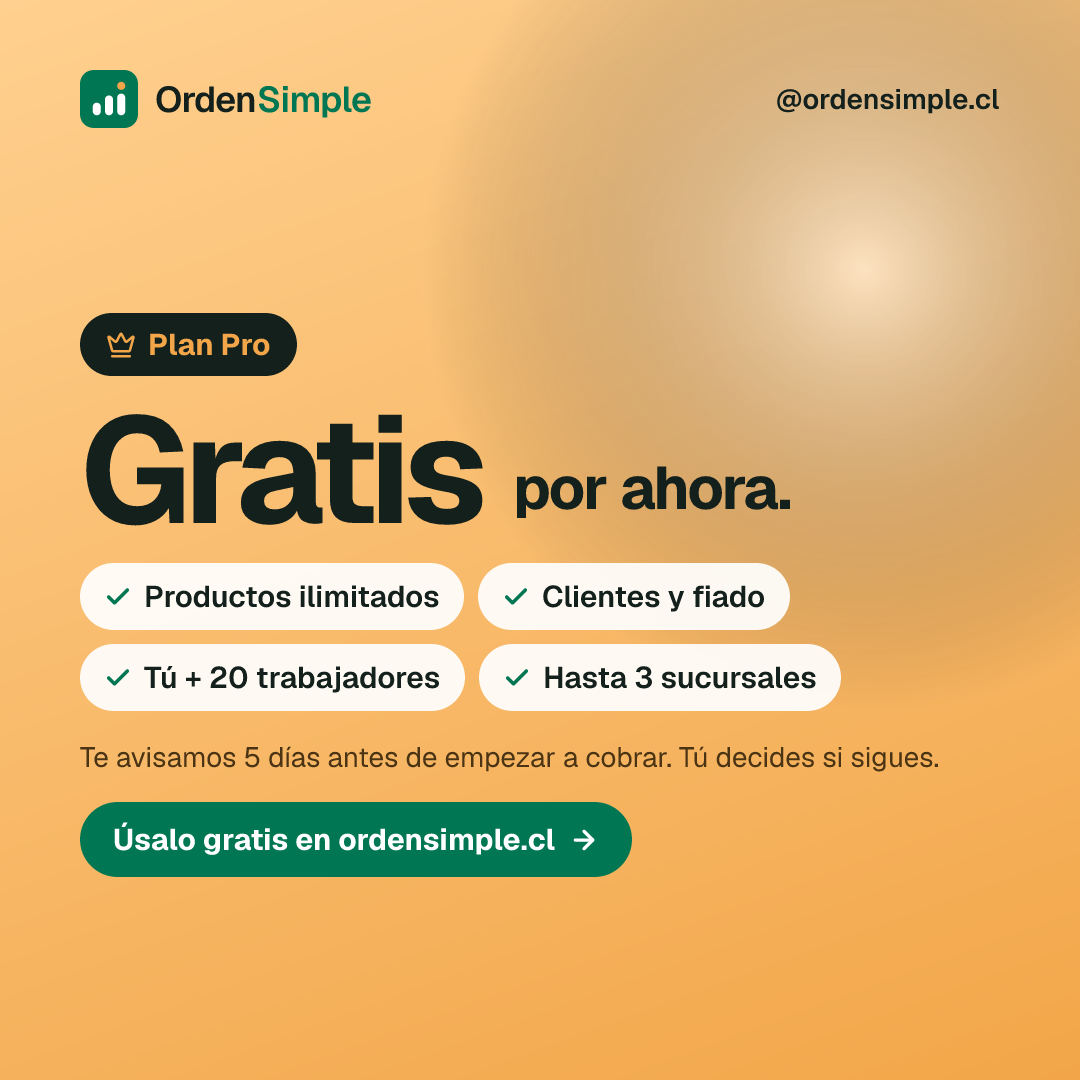 OrdenSimple
@ordensimple.cl
Plan Pro
Gratis por ahora.
Productos ilimitados
Clientes y fiado
Tú + 20 trabajadores
Hasta 3 sucursales
Te avisamos 5 días antes de empezar a cobrar. Tú decides si sigues.
Úsalo gratis en ordensimple.cl →